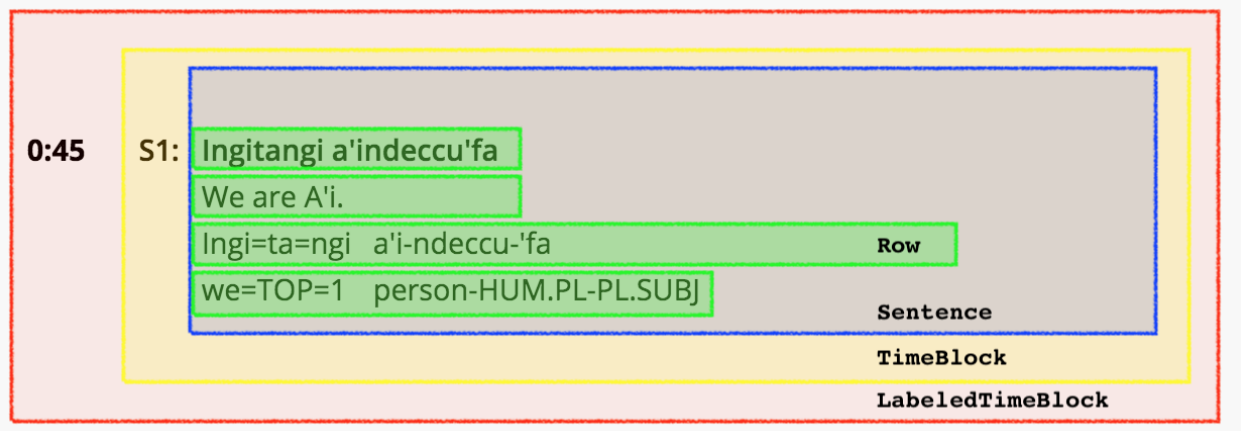 0:45 S1: Ingitangi a'indeccu'fa
We are A'i.
Ingi=ta=ngi a'i-ndeccu-'fa Row
we=TOP=1 person-HUM.PL-PL.SUBJ
Sentence
TimeBlock
LabeledTimeBlock